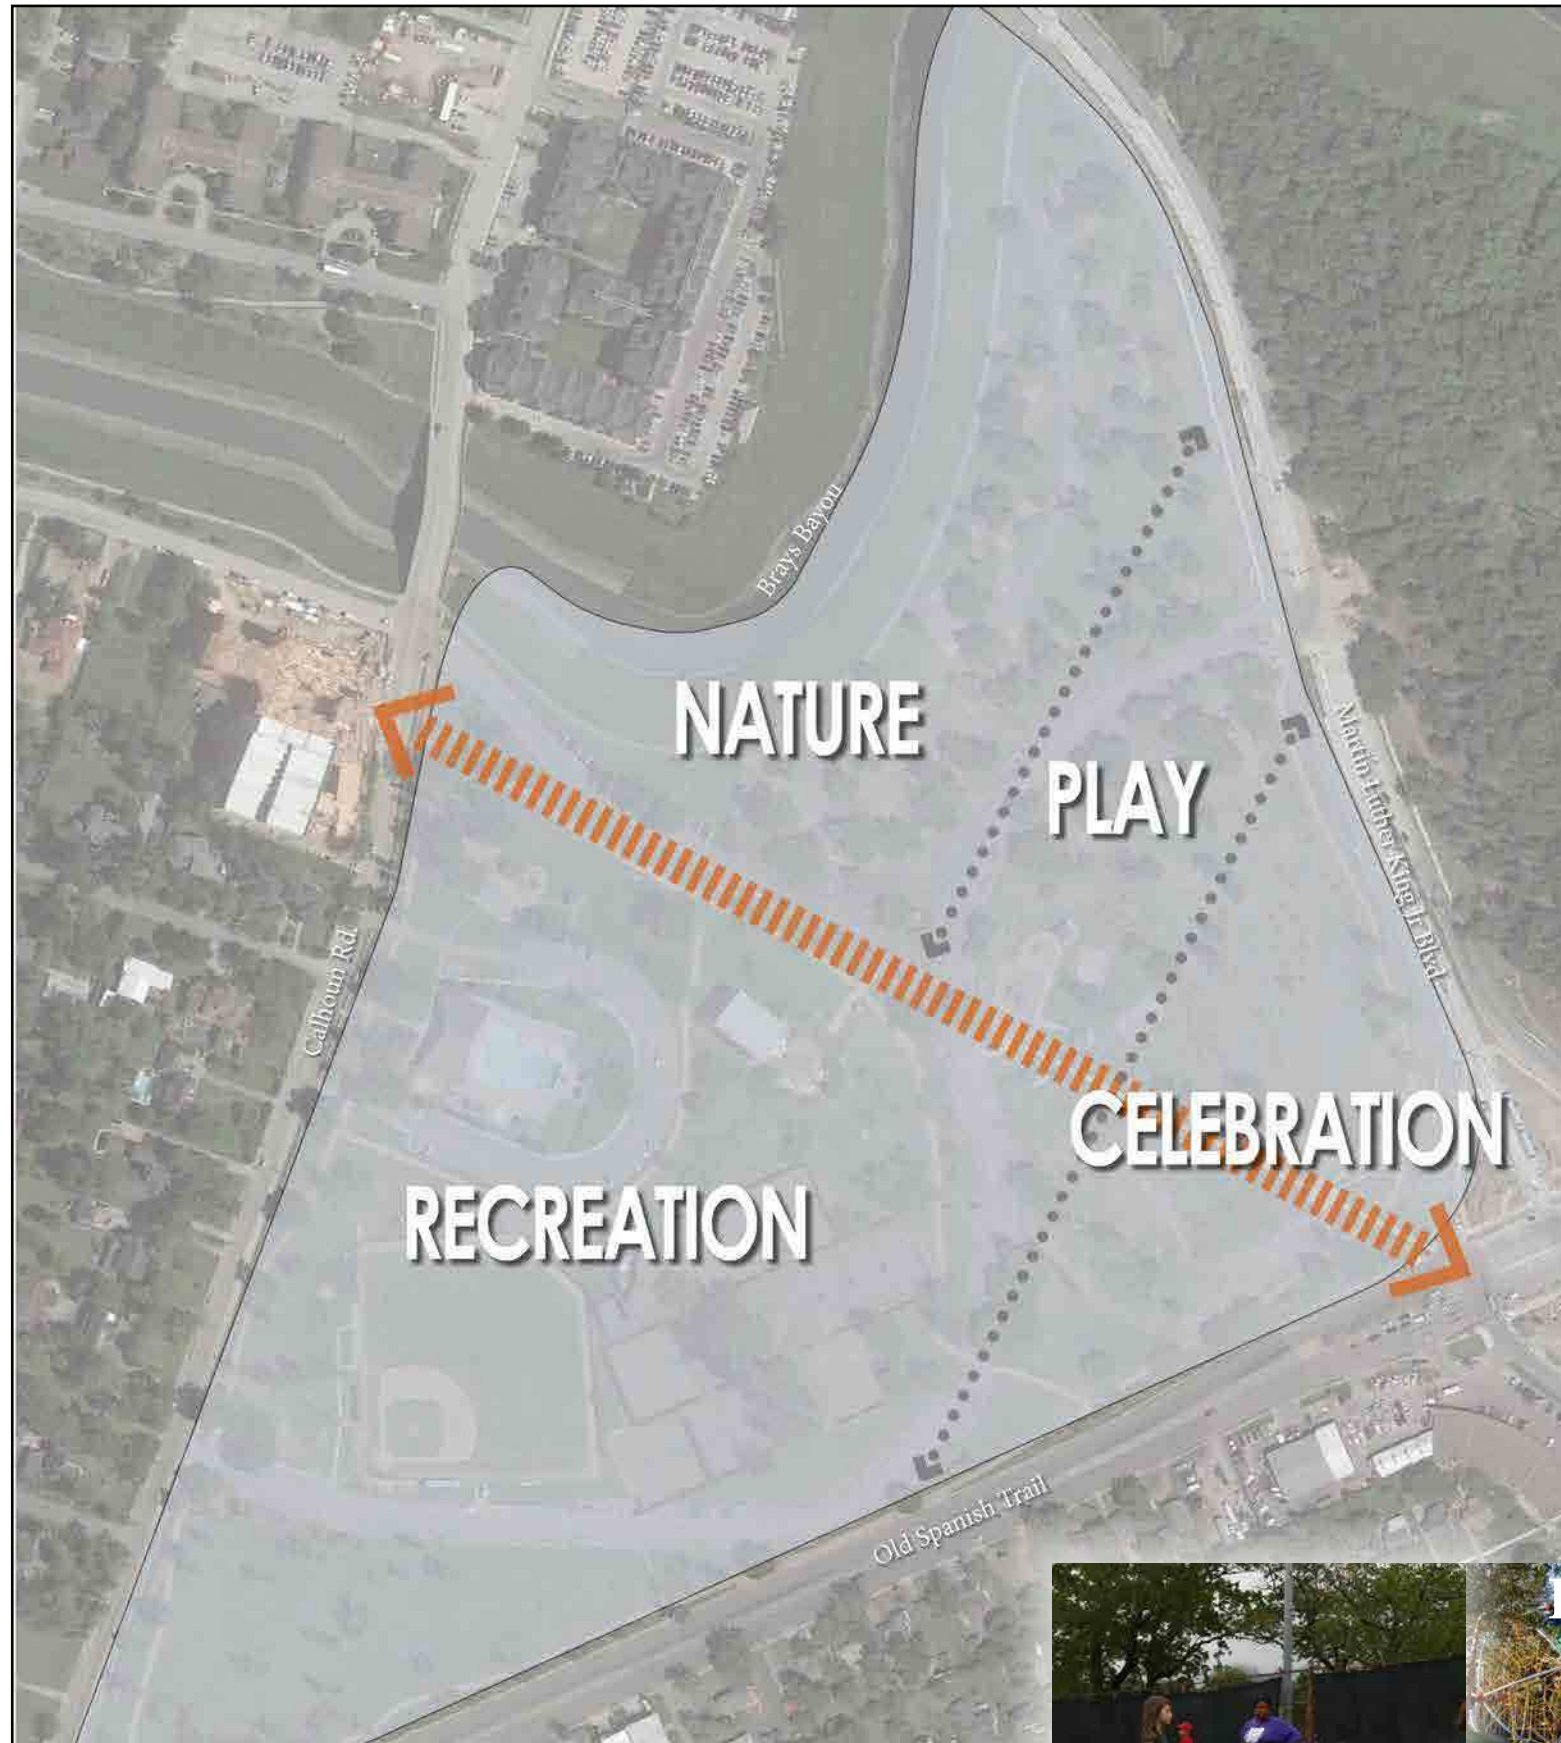 Brays Bayou
NATURE
PLAY
Martin Luther King Jr Blvd.
Calhoun Rd.
CELEBRATION
RECREATION
Old Spanish Trail